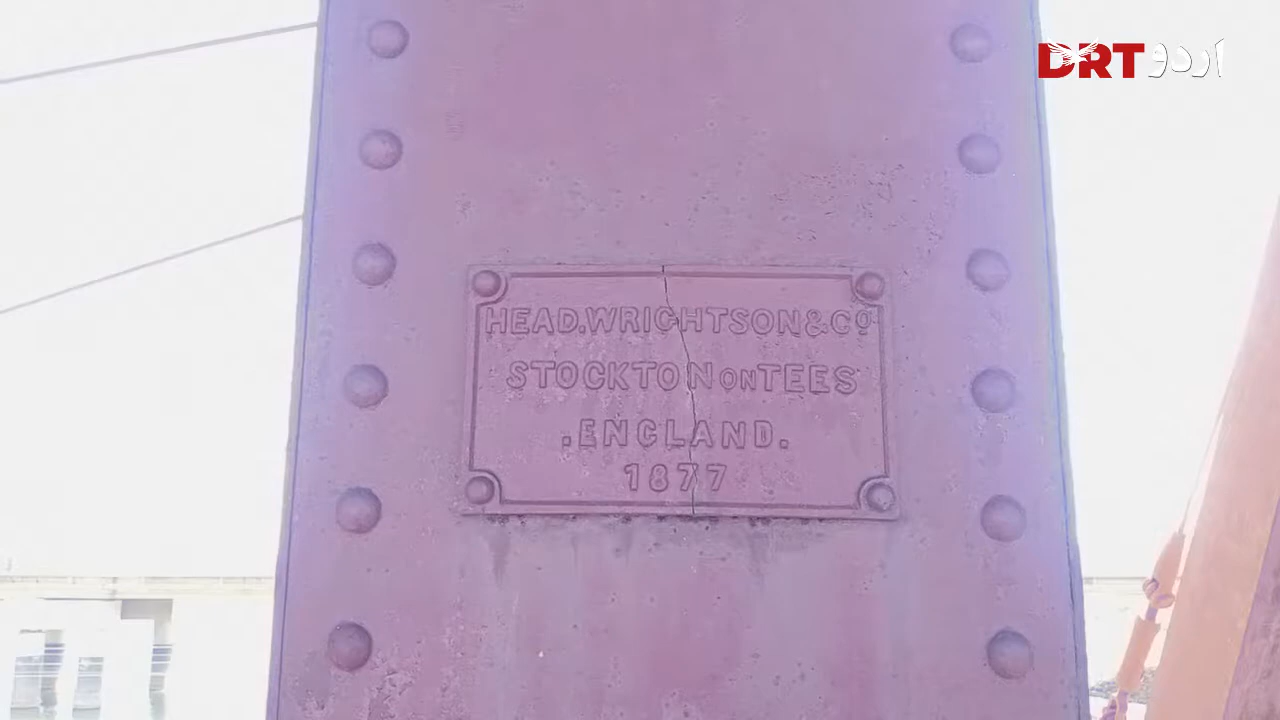 DRT اردو
HEAD.WRIGHTSON&Cº
STOCKTON ON TEES
.ENGLAND.
1877